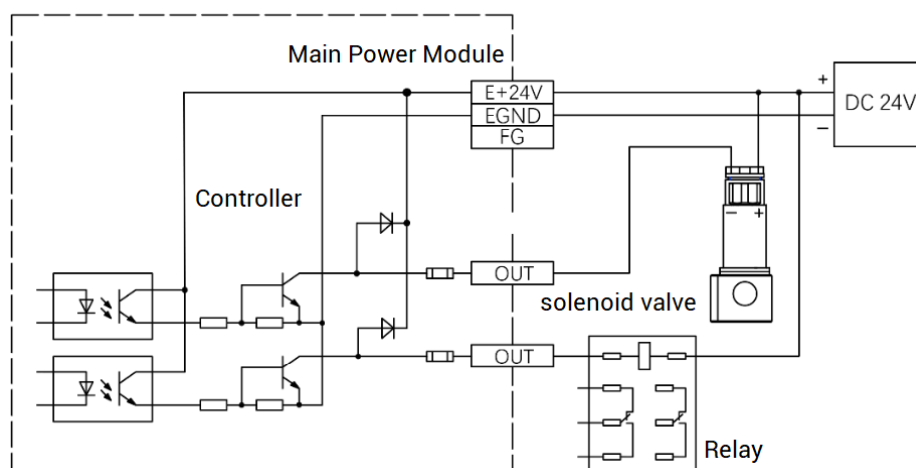 Main Power Module
E+24V
EGND
FG
+
DC 24V
−
Controller
− +
OUT
solenoid valve
OUT
Relay